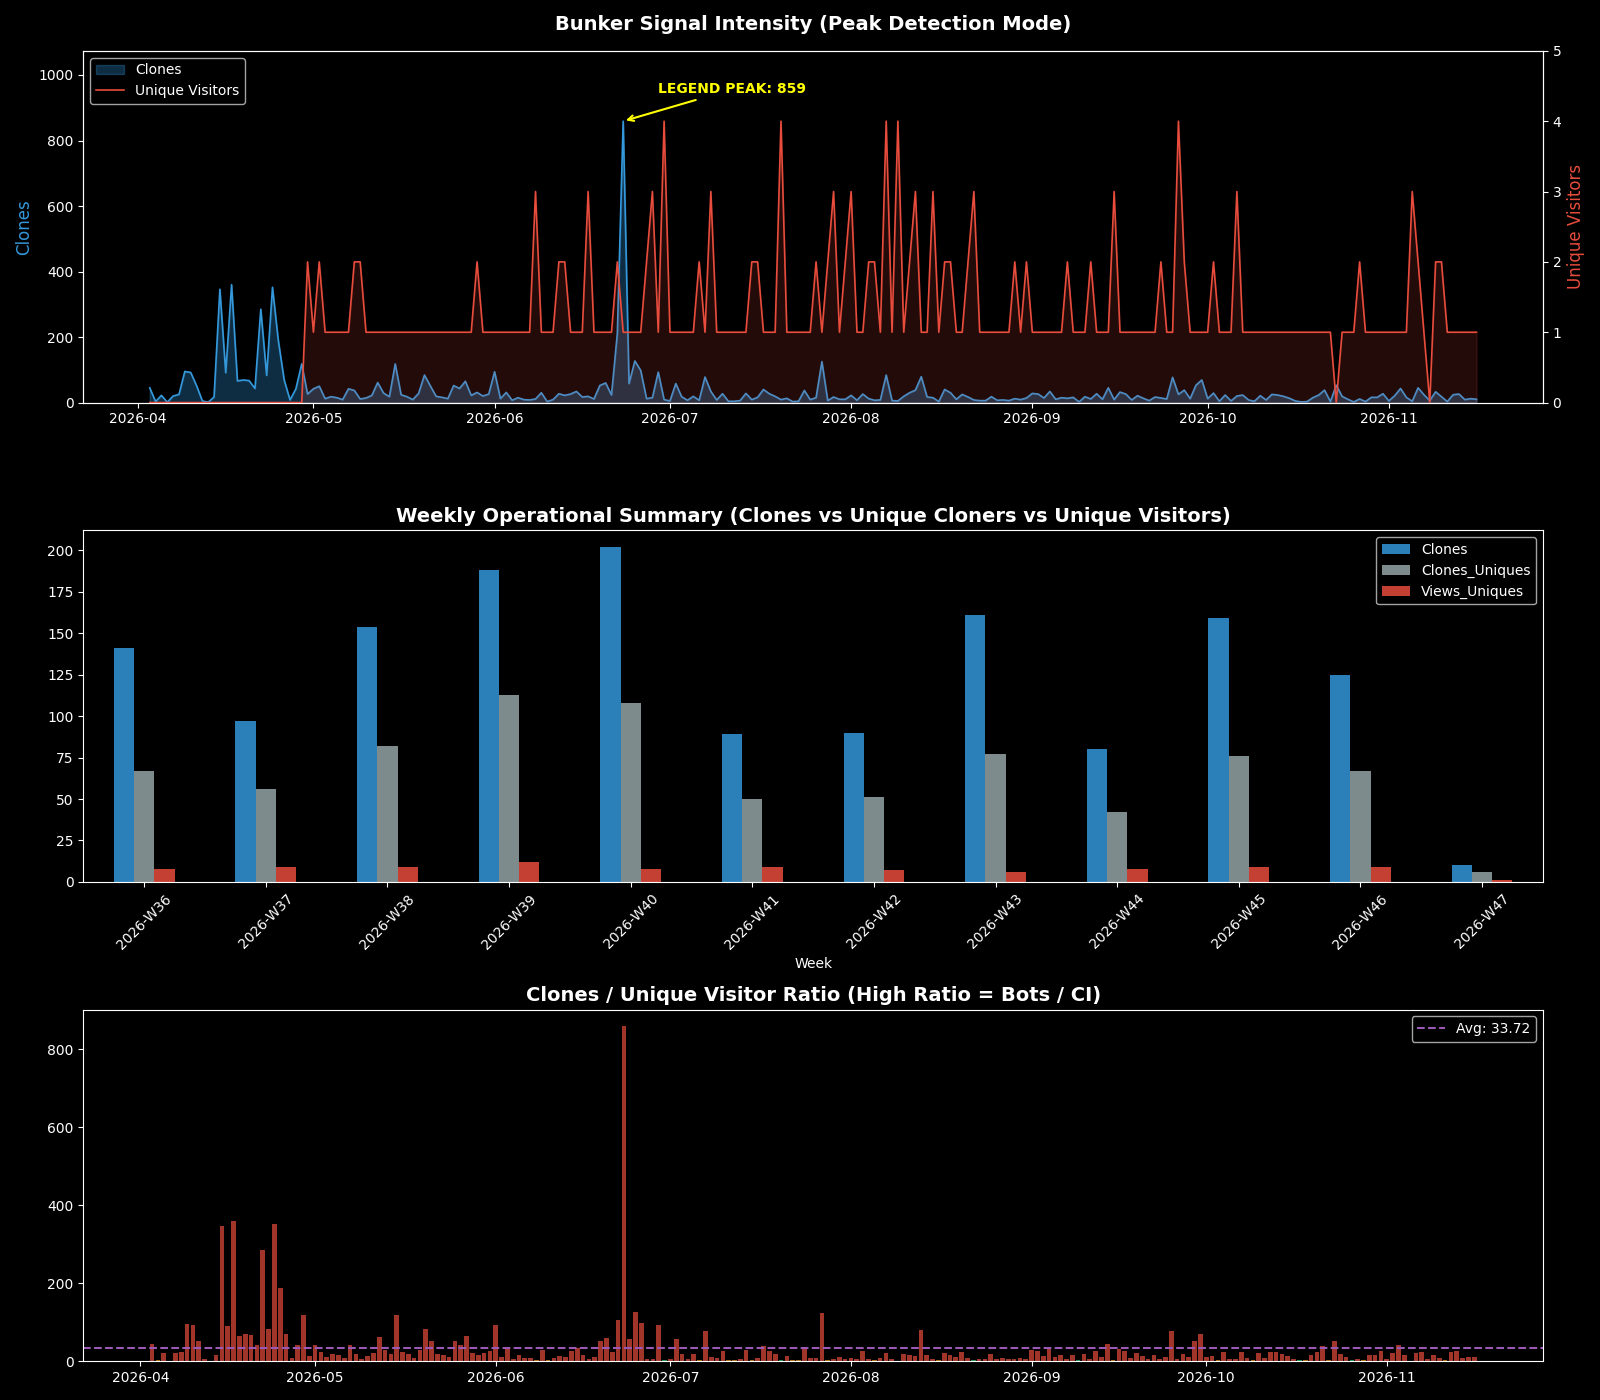 Bunker Signal Intensity (Peak Detection Mode)
Clones
Unique Visitors
LEGEND PEAK: 859
1000
800
600
400
200
0
Clones
5
4
3
2
1
0
Unique Visitors
2026-04 2026-05 2026-06 2026-07 2026-08 2026-09 2026-10 2026-11
Weekly Operational Summary (Clones vs Unique Cloners vs Unique Visitors)
Clones
Clones_Uniques
Views_Uniques
200
175
150
125
100
75
50
25
0
2026-W36 2026-W37 2026-W38 2026-W39 2026-W40 2026-W41 2026-W42 2026-W43 2026-W44 2026-W45 2026-W46 2026-W47
Week
Clones / Unique Visitor Ratio (High Ratio = Bots / CI)
Avg: 33.72
800
600
400
200
0
2026-04 2026-05 2026-06 2026-07 2026-08 2026-09 2026-10 2026-11